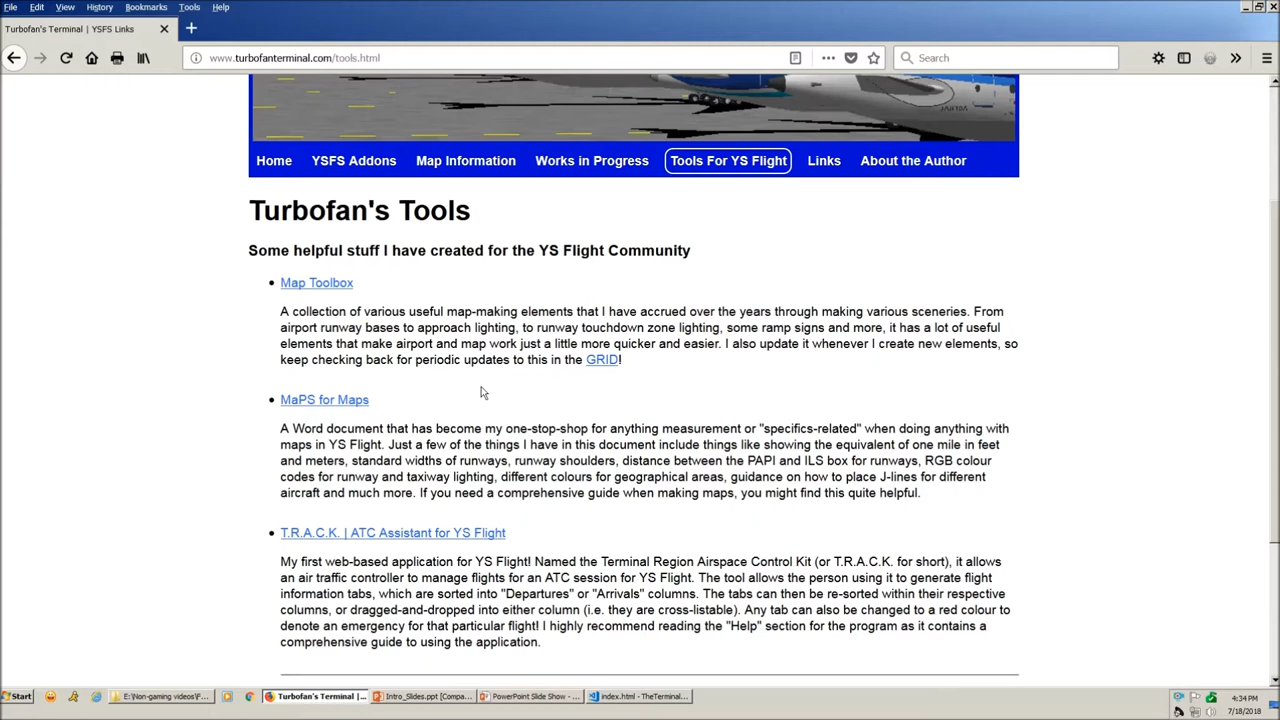 File Edit View History Bookmarks Tools Help
Turbofan's Terminal | YSFS Links
www.turbofanterminal.com/tools.html
Search
Home YSFS Addons Map Information Works in Progress Tools For YS Flight Links About the Author
Turbofan's Tools
Some helpful stuff I have created for the YS Flight Community
• Map Toolbox
A collection of various useful map-making elements that I have accrued over the years through making various sceneries. From
airport runway bases to approach lighting, to runway touchdown zone lighting, some ramp signs and more, it has a lot of useful
elements that make airport and map work just a little more quicker and easier. I also update it whenever I create new elements, so
keep checking back for periodic updates to this in the GRID!
• MaPS for Maps
A Word document that has become my one-stop-shop for anything measurement or "specifics-related" when doing anything with
maps in YS Flight. Just a few of the things I have in this document include things like showing the equivalent of one mile in feet
and meters, standard widths of runways, runway shoulders, distance between the PAPI and ILS box for runways, RGB colour
codes for runway and taxiway lighting, different colours for geographical areas, guidance on how to place J-lines for different
aircraft and much more. If you need a comprehensive guide when making maps, you might find this quite helpful.
• T.R.A.C.K. | ATC Assistant for YS Flight
My first web-based application for YS Flight! Named the Terminal Region Airspace Control Kit (or T.R.A.C.K. for short), it allows
an air traffic controller to manage flights for an ATC session for YS Flight. The tool allows the person using it to generate flight
information tabs, which are sorted into "Departures" or "Arrivals" columns. The tabs can then be re-sorted within their respective
columns, or dragged-and-dropped into either column (i.e. they are cross-listable). Any tab can also be changed to a red colour to
denote an emergency for that particular flight! I highly recommend reading the "Help" section for the program as it contains a
comprehensive guide to using the application.
Start E:\Non-gaming videos\F... Turbofan's Terminal |... Intro_Slides.ppt [Compa... PowerPoint Slide Show - ... index.html - TheTerminal... 4:34 PM
7/18/2018